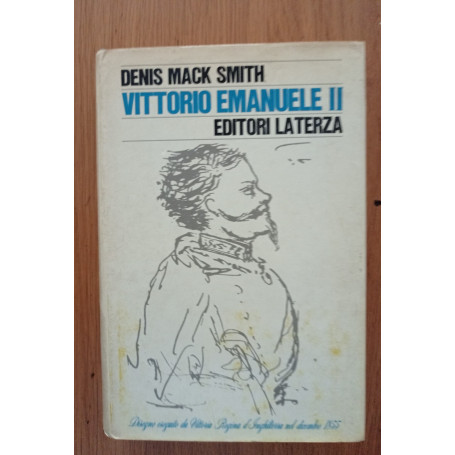 DENIS MACK SMITH
VITTORIO EMANUELE II
EDITORI LATERZA
Disegno eseguito da Vittoria Regina d'Inghilterra nel dicembre 1855